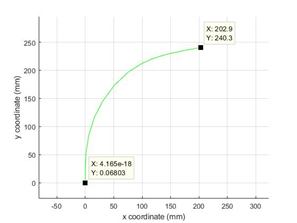 X: 202.9
Y: 240.3
250
200
150
100
50
0
y coordinate (mm)
X: 4.165e-18
Y: 0.06803
-50 0 50 100 150 200 250 300
x coordinate (mm)